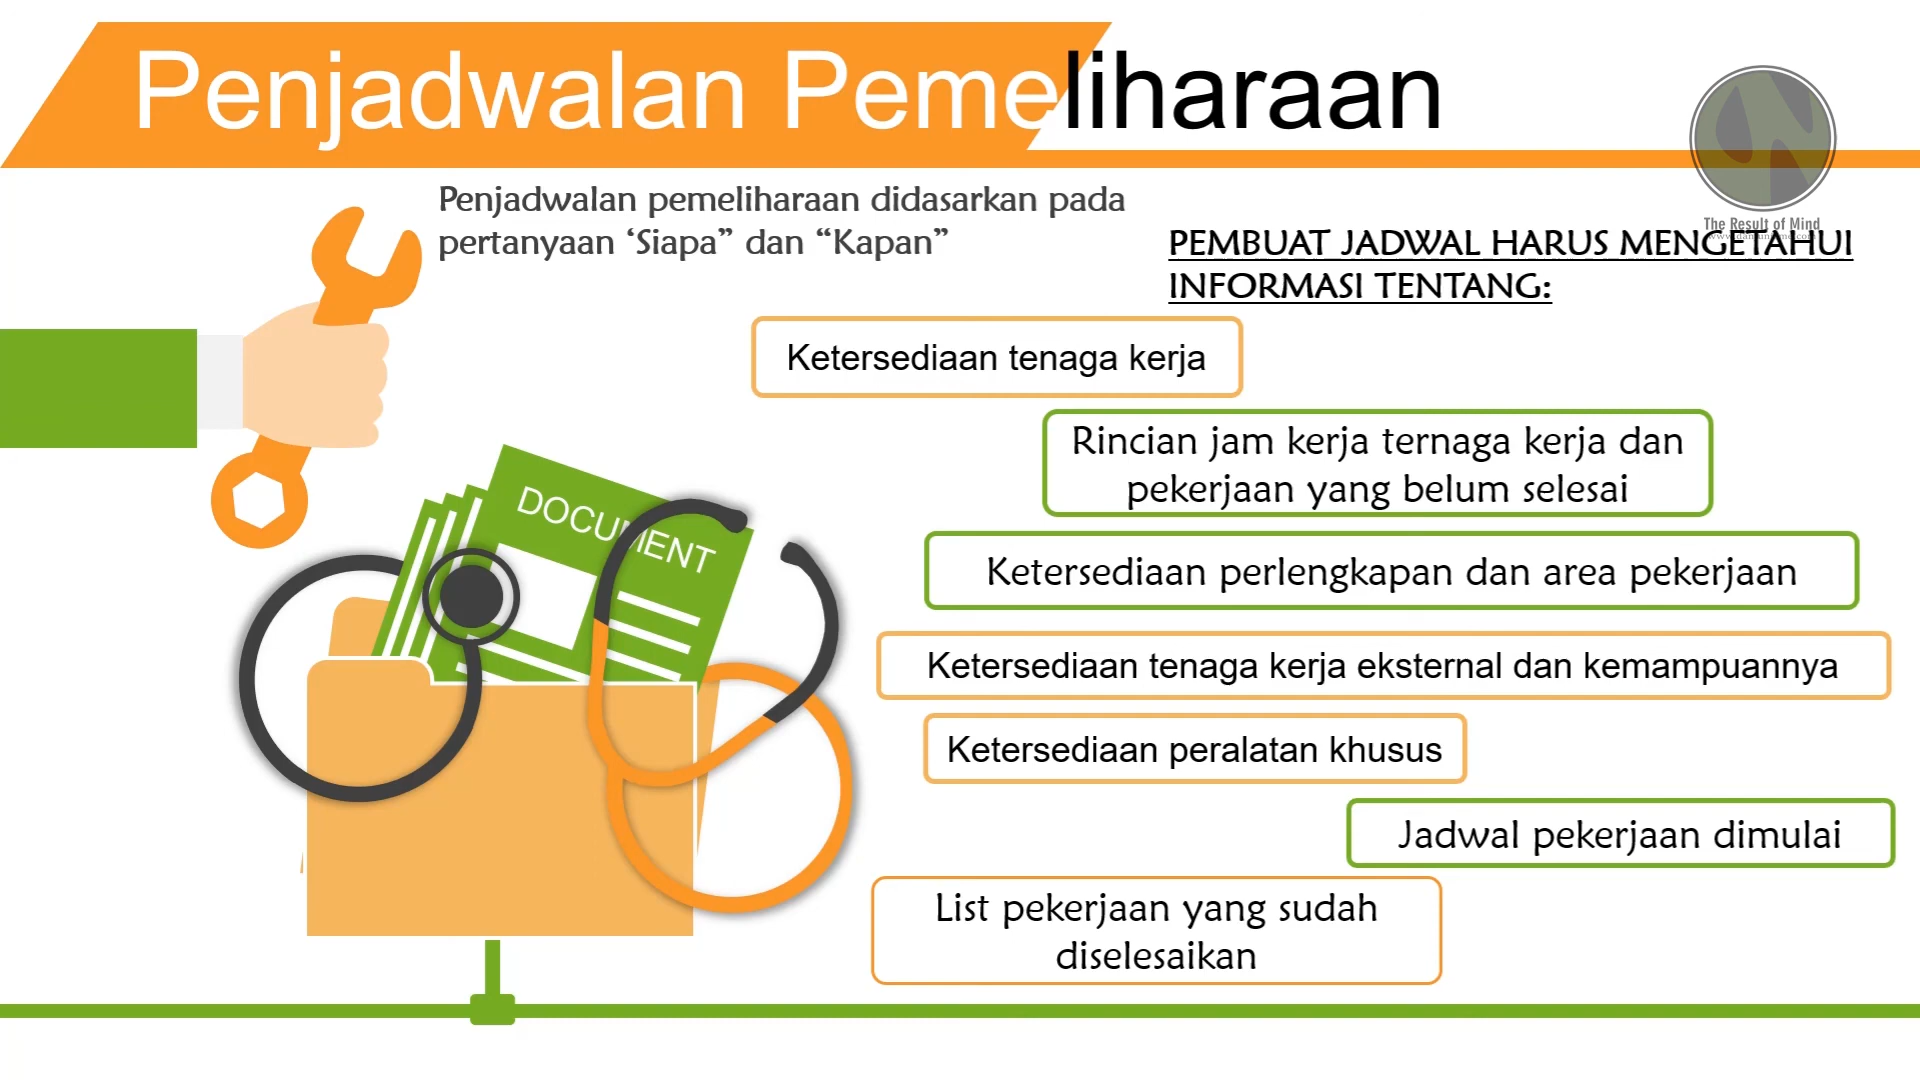 Penjadwalan Pemeliharaan
Penjadwalan pemeliharaan didasarkan pada
pertanyaan ‘Siapa” dan “Kapan”
The Result of Mind
PEMBUAT JADWAL HARUS MENGETAHUI
INFORMASI TENTANG:
Ketersediaan tenaga kerja
Rincian jam kerja ternaga kerja dan
pekerjaan yang belum selesai
DOCUMENT
Ketersediaan perlengkapan dan area pekerjaan
Ketersediaan tenaga kerja eksternal dan kemampuannya
Ketersediaan peralatan khusus
Jadwal pekerjaan dimulai
List pekerjaan yang sudah
diselesaikan